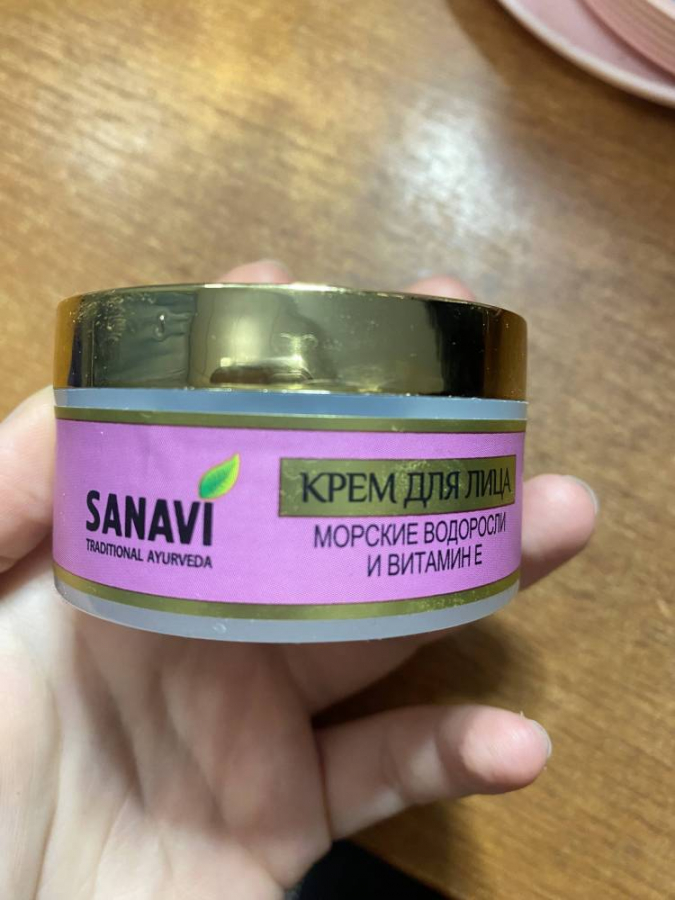 SANAVI
TRADITIONAL AYURVEDA
КРЕМ ДЛЯ ЛИЦА
МОРСКИЕ ВОДОРОСЛИ
И ВИТАМИН Е